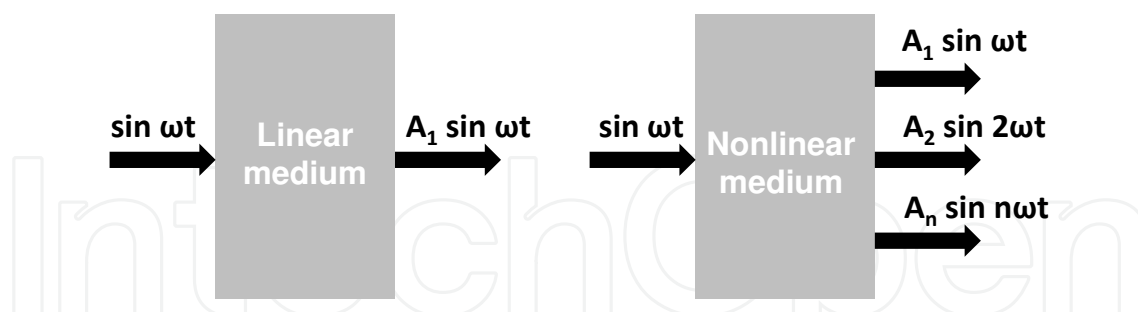 sin ωt
Linear
medium
A₁ sin ωt
sin ωt
Nonlinear
medium
A₁ sin ωt
A₂ sin 2ωt
Aₙ sin nωt
IntechOpen